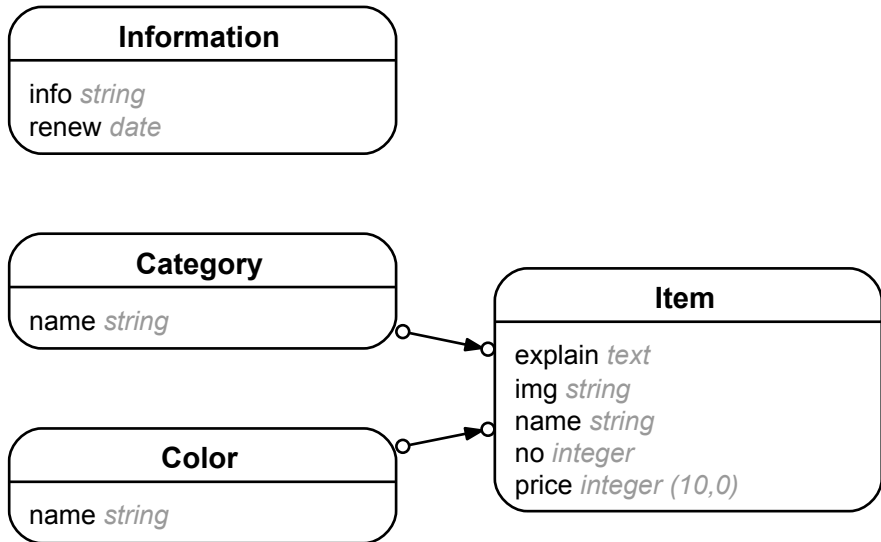 Information
info string
renew date
Category
name string
Item
explain text
img string
name string
no integer
price integer (10,0)
Color
name string